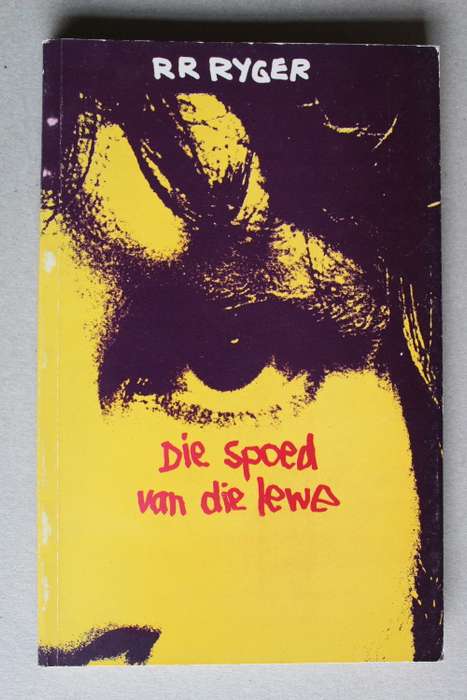 RR RYGER
Die spoed
van die lewe